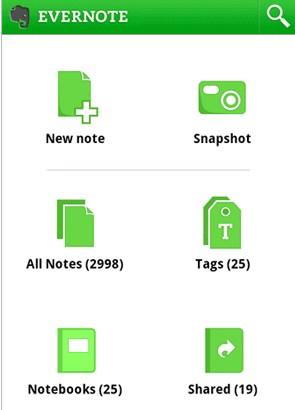 EVERNOTE
New note
Snapshot
All Notes (2998)
T
Tags (25)
Notebooks (25)
Shared (19)